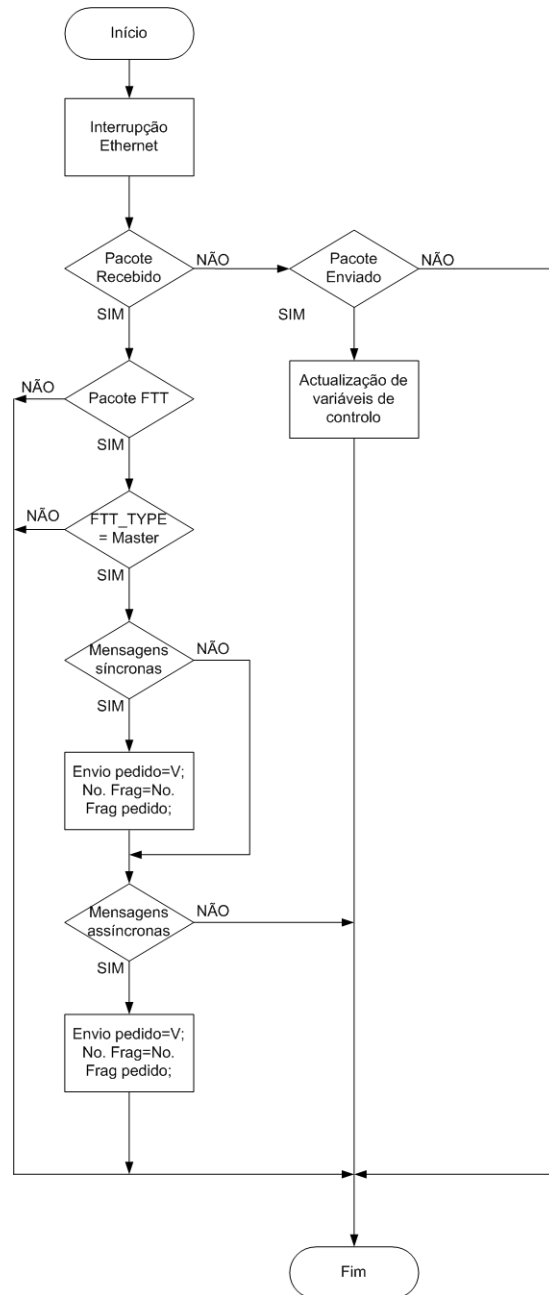 Início
Interrupção
Ethernet
Pacote
Recebido
NÃO
Pacote
Enviado
NÃO
SIM
SIM
NÃO
Pacote FTT
Actualização de
variáveis de
controlo
SIM
NÃO
FTT_TYPE
= Master
SIM
Mensagens
síncronas
NÃO
SIM
Envio pedido=V;
No. Frag=No.
Frag pedido;
Mensagens
assíncronas
NÃO
SIM
Envio pedido=V;
No. Frag=No.
Frag pedido;
Fim